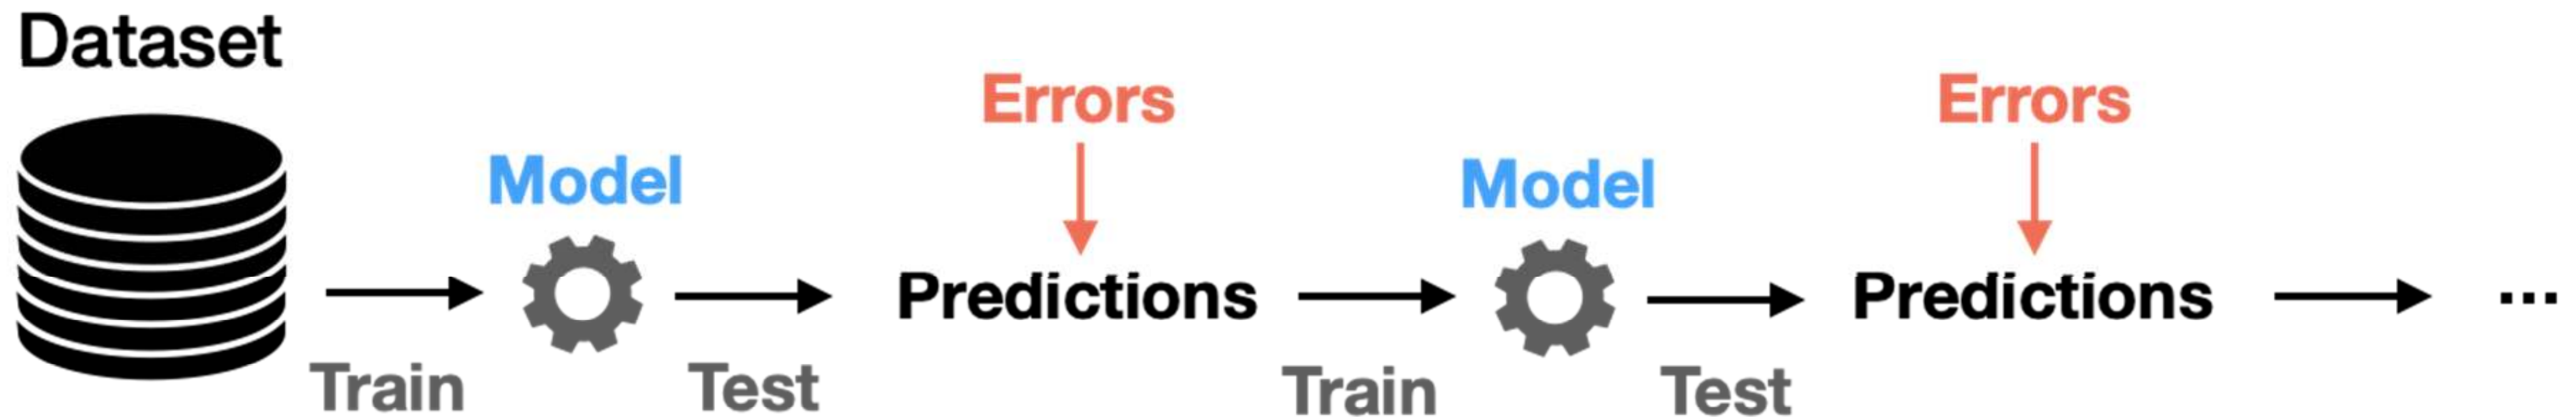 Dataset
Errors
Errors
Model
Model
Predictions
Predictions
...
Train
Test
Train
Test